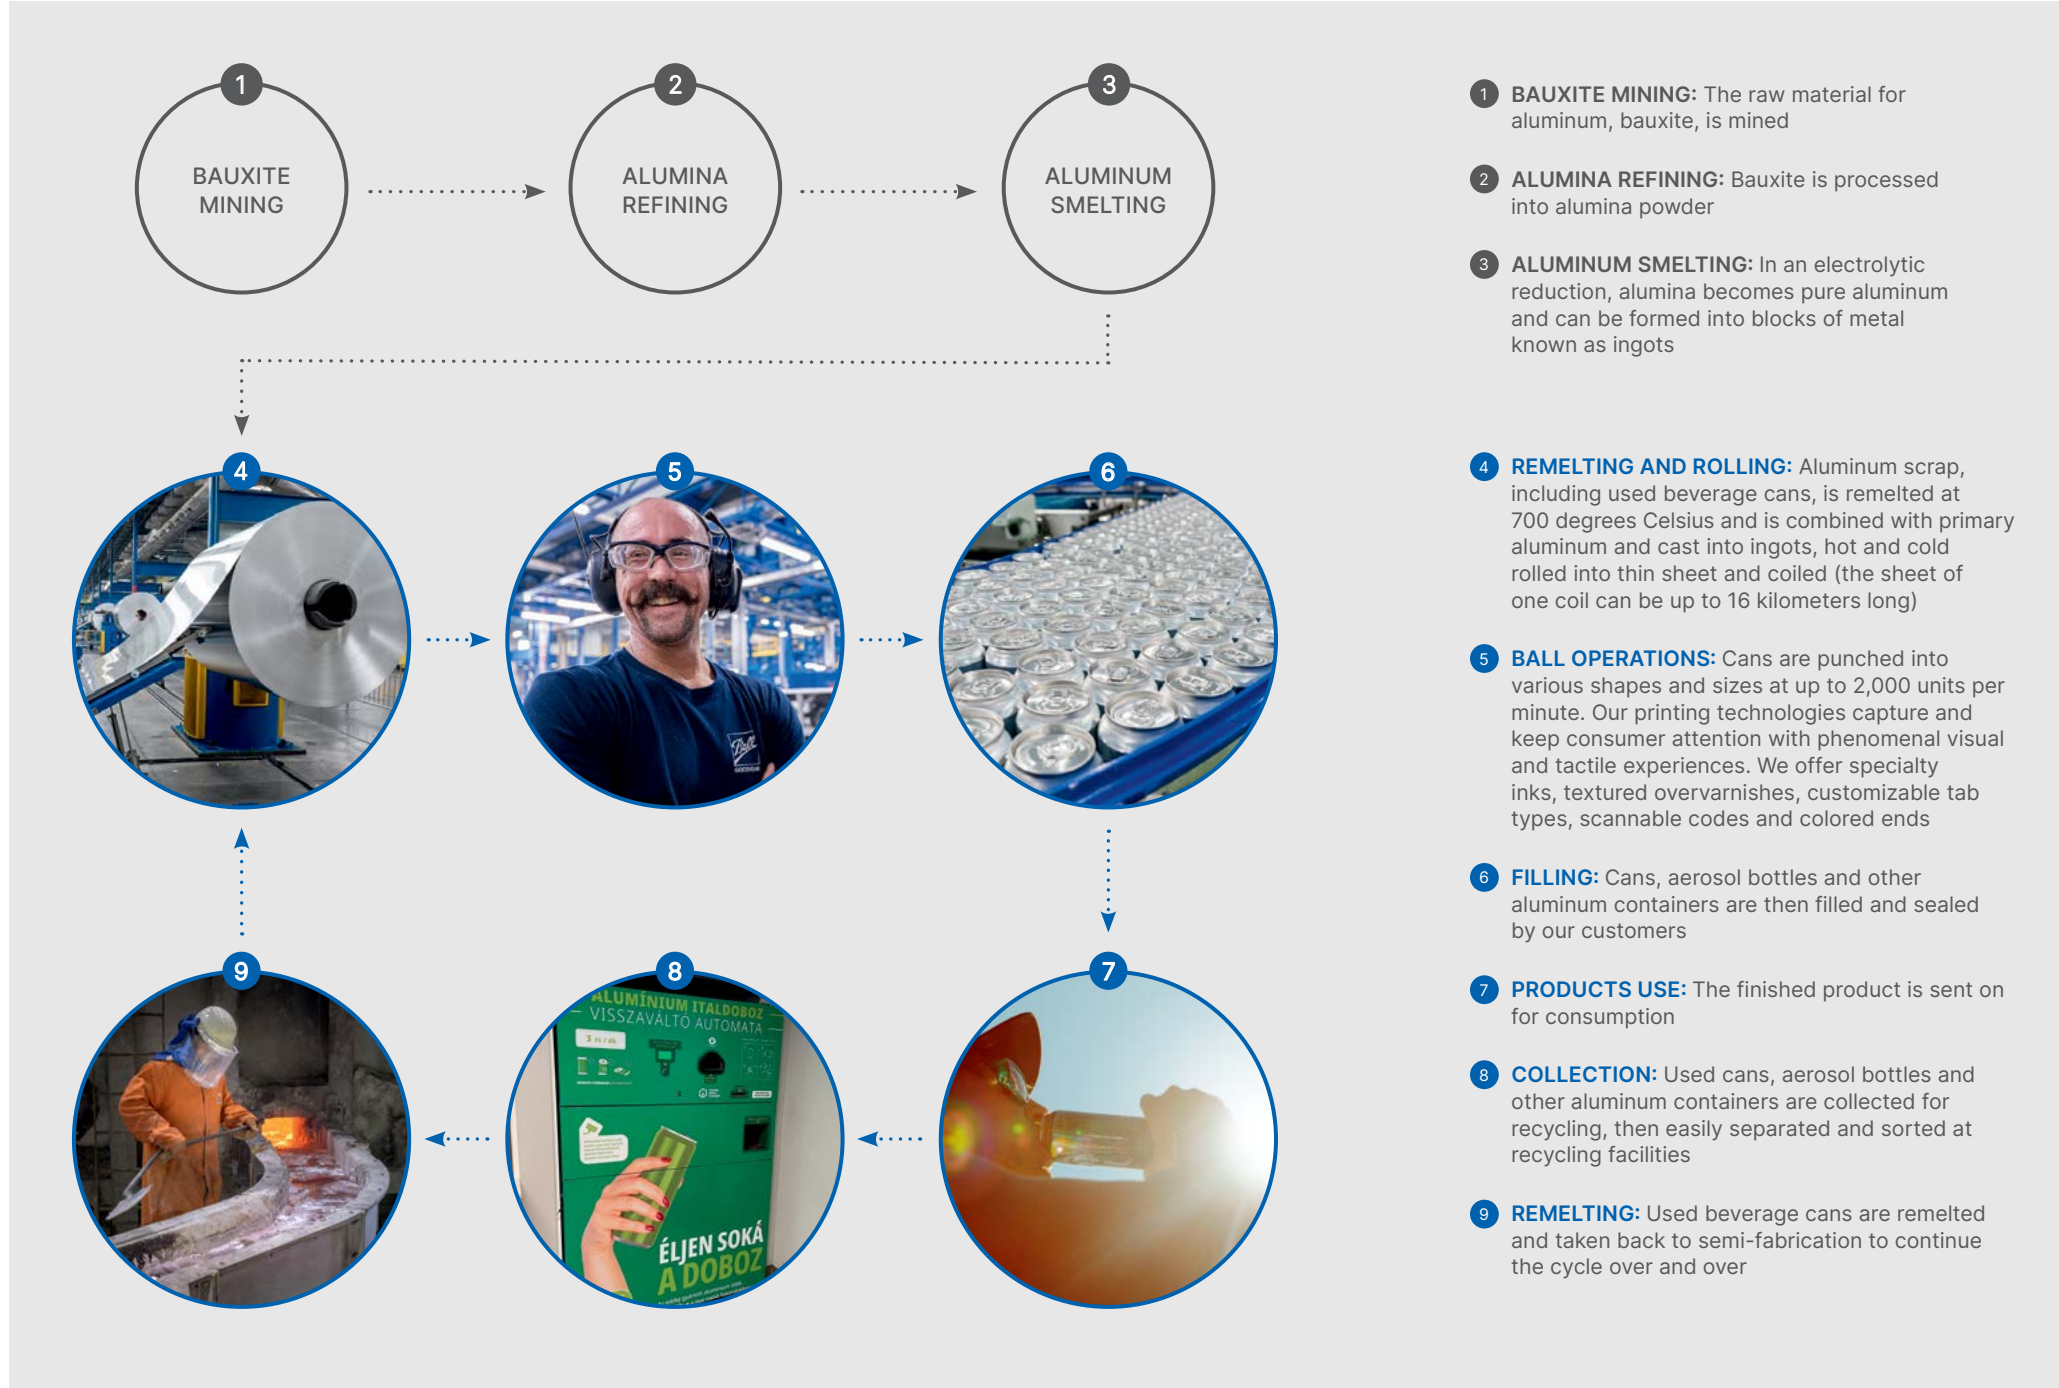 1
BAUXITE
MINING
2
ALUMINA
REFINING
3
ALUMINUM
SMELTING
4
5
Ball
6
7
8
ALUMÍNIUM ITALDOBOZ
VISSZAVÁLTÓ AUTOMATA
ÉLJEN SOKÁ
A DOBOZ
9
1 BAUXITE MINING: The raw material for
aluminum, bauxite, is mined
2 ALUMINA REFINING: Bauxite is processed
into alumina powder
3 ALUMINUM SMELTING: In an electrolytic
reduction, alumina becomes pure aluminum
and can be formed into blocks of metal
known as ingots
4 REMELTING AND ROLLING: Aluminum scrap,
including used beverage cans, is remelted at
700 degrees Celsius and is combined with primary
aluminum and cast into ingots, hot and cold
rolled into thin sheet and coiled (the sheet of
one coil can be up to 16 kilometers long)
5 BALL OPERATIONS: Cans are punched into
various shapes and sizes at up to 2,000 units per
minute. Our printing technologies capture and
keep consumer attention with phenomenal visual
and tactile experiences. We offer specialty
inks, textured overvarnishes, customizable tab
types, scannable codes and colored ends
6 FILLING: Cans, aerosol bottles and other
aluminum containers are then filled and sealed
by our customers
7 PRODUCTS USE: The finished product is sent on
for consumption
8 COLLECTION: Used cans, aerosol bottles and
other aluminum containers are collected for
recycling, then easily separated and sorted at
recycling facilities
9 REMELTING: Used beverage cans are remelted
and taken back to semi-fabrication to continue
the cycle over and over